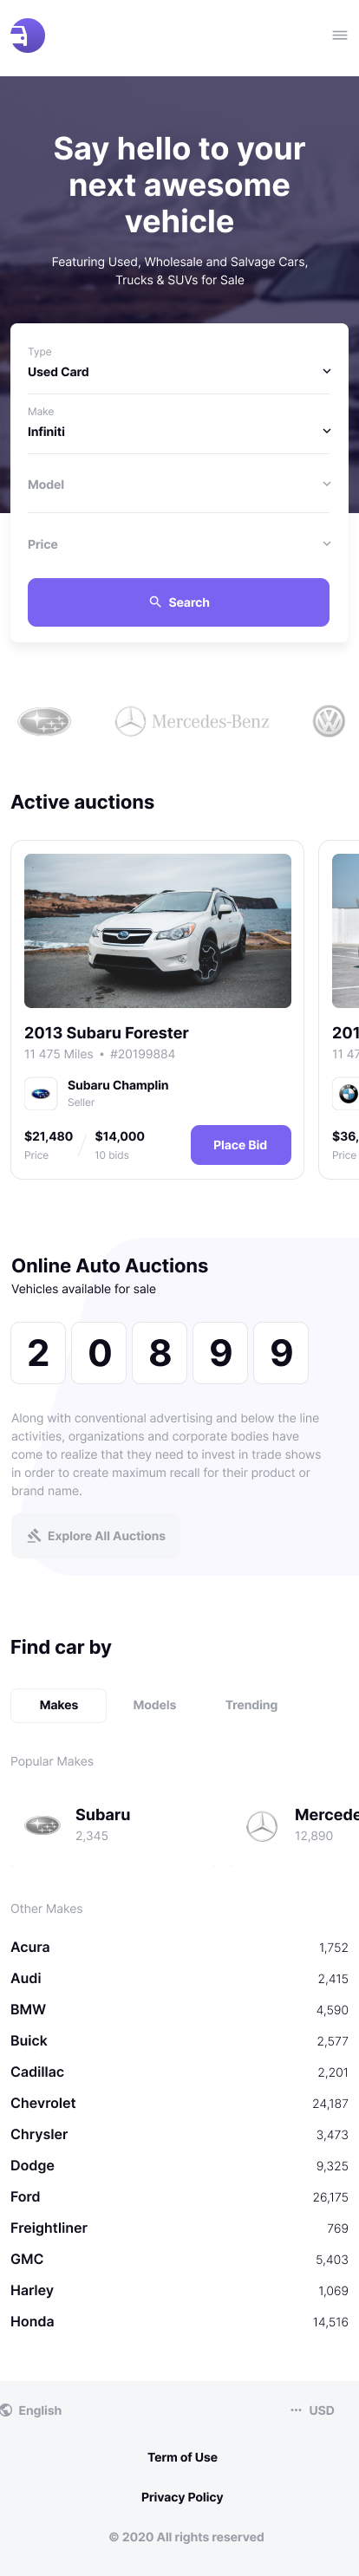 Say hello to your
next awesome
vehicle
Featuring Used, Wholesale and Salvage Cars,
Trucks & SUVs for Sale
Type
Used Card
Make
Infiniti
Model
Price
Search
Mercedes-Benz
Active auctions
2013 Subaru Forester
11 475 Miles • #20199884
Subaru Champlin
Seller
$21,480 / $14,000
Price 10 bids
Place Bid
201
11 47
$36,
Price
Online Auto Auctions
Vehicles available for sale
2 0 8 9 9
Along with conventional advertising and below the line
activities, organizations and corporate bodies have
come to realize that they need to invest in trade shows
in order to create maximum recall for their product or
brand name.
Explore All Auctions
Find car by
Makes Models Trending
Popular Makes
Subaru
2,345
Mercede
12,890
Other Makes
Acura 1,752
Audi 2,415
BMW 4,590
Buick 2,577
Cadillac 2,201
Chevrolet 24,187
Chrysler 3,473
Dodge 9,325
Ford 26,175
Freightliner 769
GMC 5,403
Harley 1,069
Honda 14,516
English USD
Term of Use
Privacy Policy
© 2020 All rights reserved